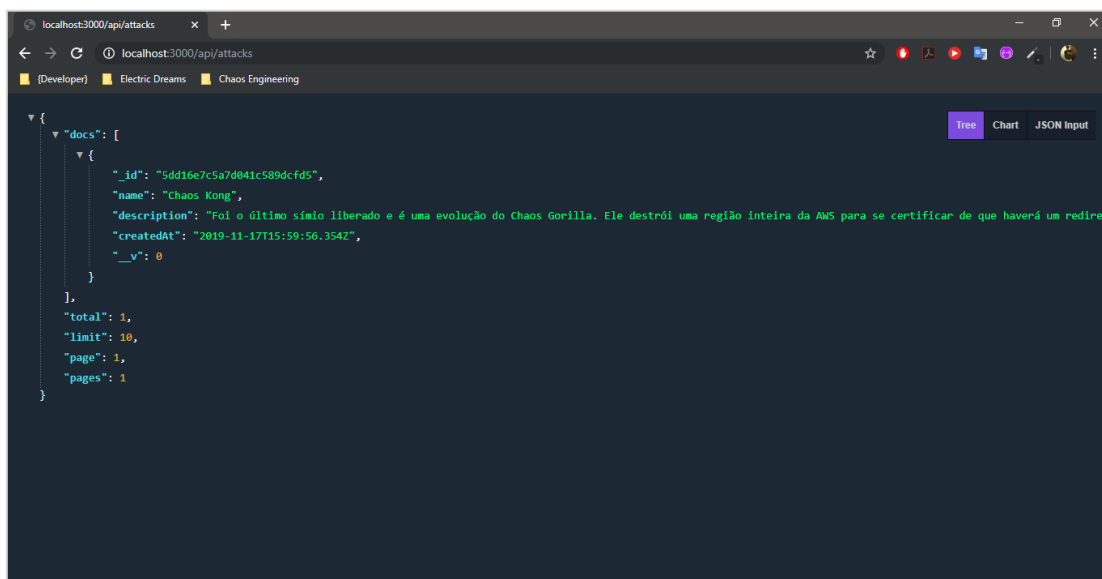 localhost:3000/api/attacks
localhost:3000/api/attacks
{Developer} Electric Dreams Chaos Engineering
Tree Chart JSON Input
{
"docs": [
{
"_id": "5dd16e7c5a7d041c589dcfd5",
"name": "Chaos Kong",
"description": "Foi o último símio liberado e é uma evolução do Chaos Gorilla. Ele destrói uma região inteira da AWS para se certificar de que haverá um redire
"createdAt": "2019-11-17T15:59:56.354Z",
"__v": 0
}
],
"total": 1,
"limit": 10,
"page": 1,
"pages": 1
}